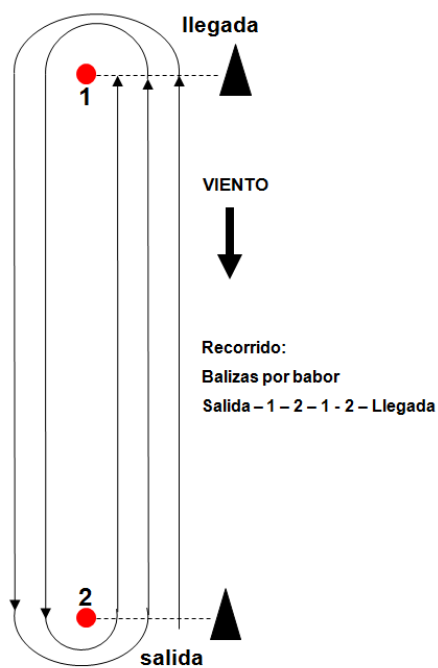 llegada
1
VIENTO
Recorrido:
Balizas por babor
Salida – 1 – 2 – 1 - 2 – Llegada
2
salida